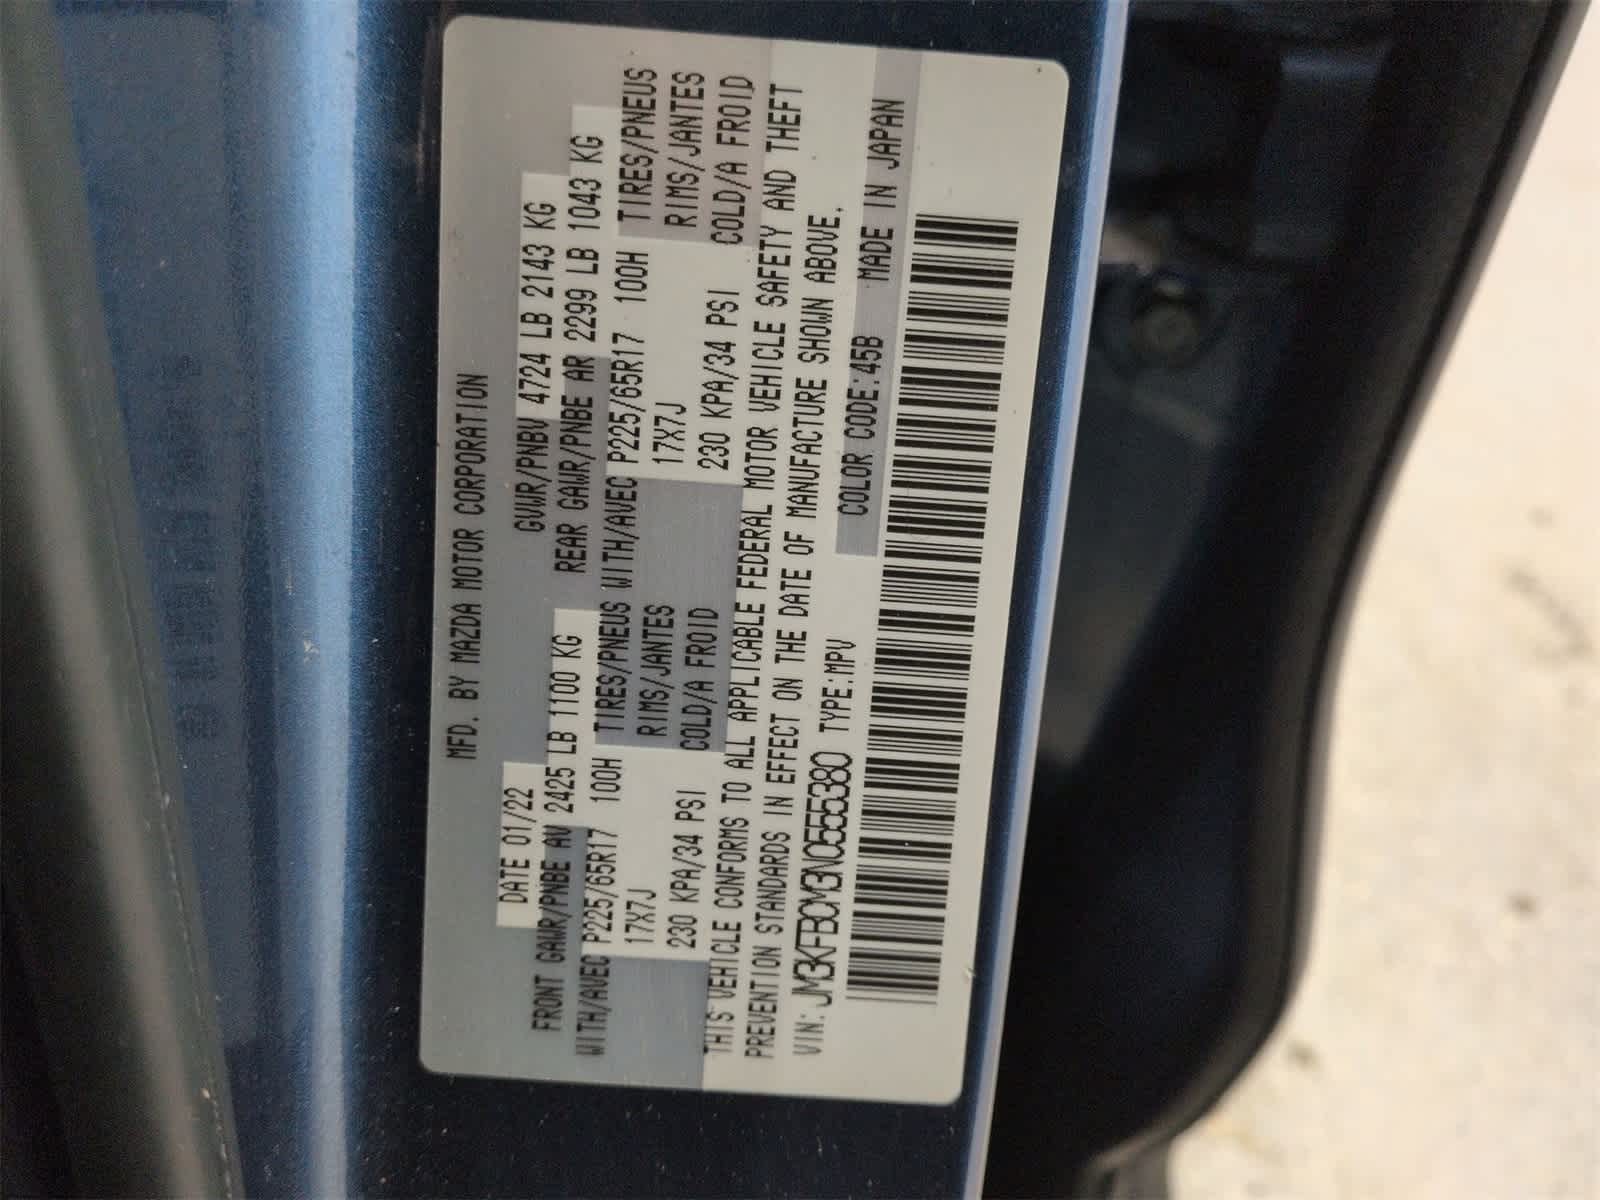 MFD. BY MAZDA MOTOR CORPORATION
DATE 01/22 GVWR/PNBV 4724 LB 2143 KG
FRONT GAWR/PNBE AV 2425 LB 1100 KG REAR GAWR/PNBE AR 2299 LB 1043 KG
WITH/AVEC P225/65R17 100H TIRES/PNEUS WITH/AVEC P225/65R17 100H TIRES/PNEUS
17X7J RIMS/JANTES 17X7J RIMS/JANTES
230 KPA/34 PSI COLD/A FROID 230 KPA/34 PSI COLD/A FROID
THIS VEHICLE CONFORMS TO ALL APPLICABLE FEDERAL MOTOR VEHICLE SAFETY AND THEFT
PREVENTION STANDARDS IN EFFECT ON THE DATE OF MANUFACTURE SHOWN ABOVE.
VIN: JM3KFBCM3N0555380 TYPE:MPV COLOR CODE:45B MADE IN JAPAN